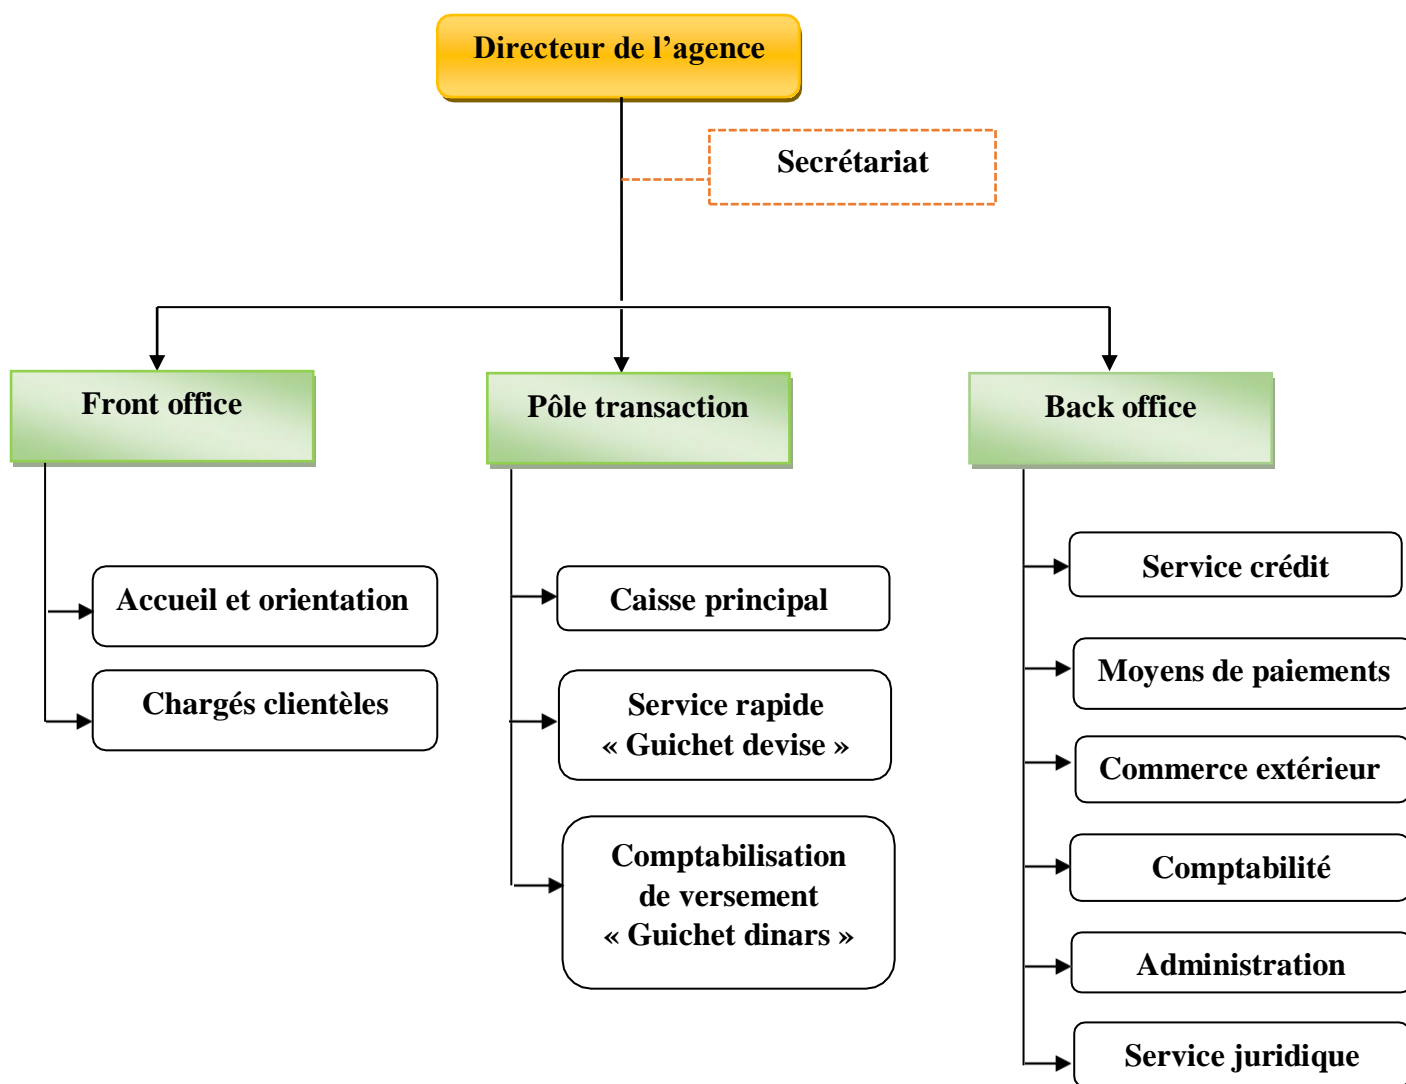 Directeur de l’agence
Secrétariat
Front office
Pôle transaction
Back office
Accueil et orientation
Chargés clientèles
Caisse principal
Service rapide
« Guichet devise »
Comptabilisation
de versement
« Guichet dinars »
Service crédit
Moyens de paiements
Commerce extérieur
Comptabilité
Administration
Service juridique